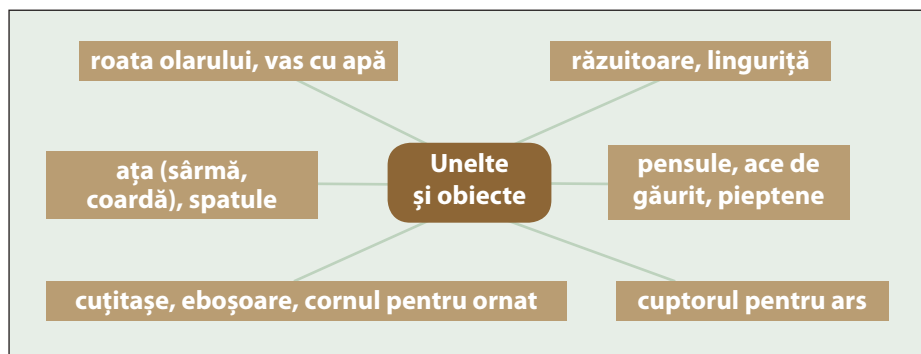 roata olarului, vas cu apă
răzuitoare, linguriță
ața (sârmă,
coardă), spatule
Unelte
și obiecte
pensule, ace de
găurit, pieptene
cuțitașe, eboșoare, cornul pentru ornat
cuptorul pentru ars